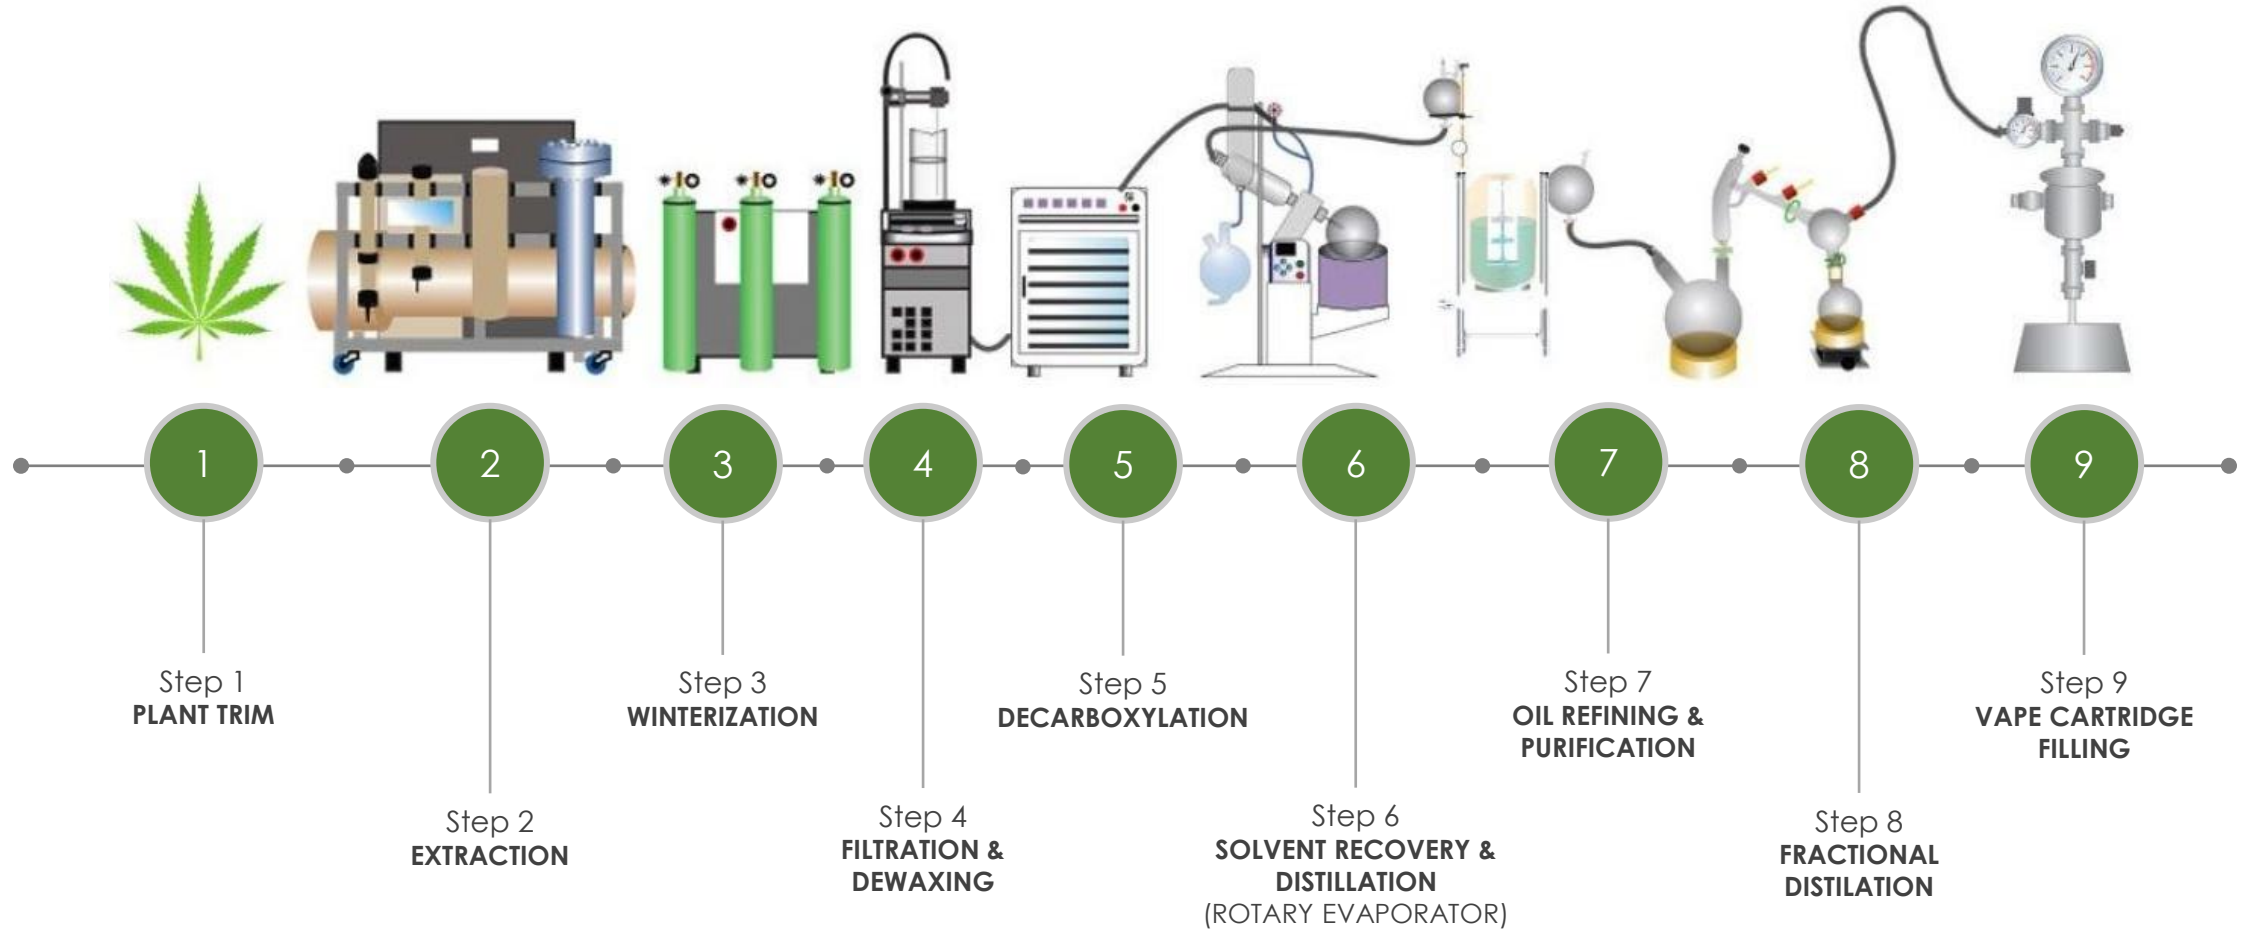 1
2
3
4
5
6
7
8
9
Step 1
PLANT TRIM
Step 2
EXTRACTION
Step 3
WINTERIZATION
Step 4
FILTRATION &
DEWAXING
Step 5
DECARBOXYLATION
Step 6
SOLVENT RECOVERY &
DISTILLATION
(ROTARY EVAPORATOR)
Step 7
OIL REFINING &
PURIFICATION
Step 8
FRACTIONAL
DISTILATION
Step 9
VAPE CARTRIDGE
FILLING